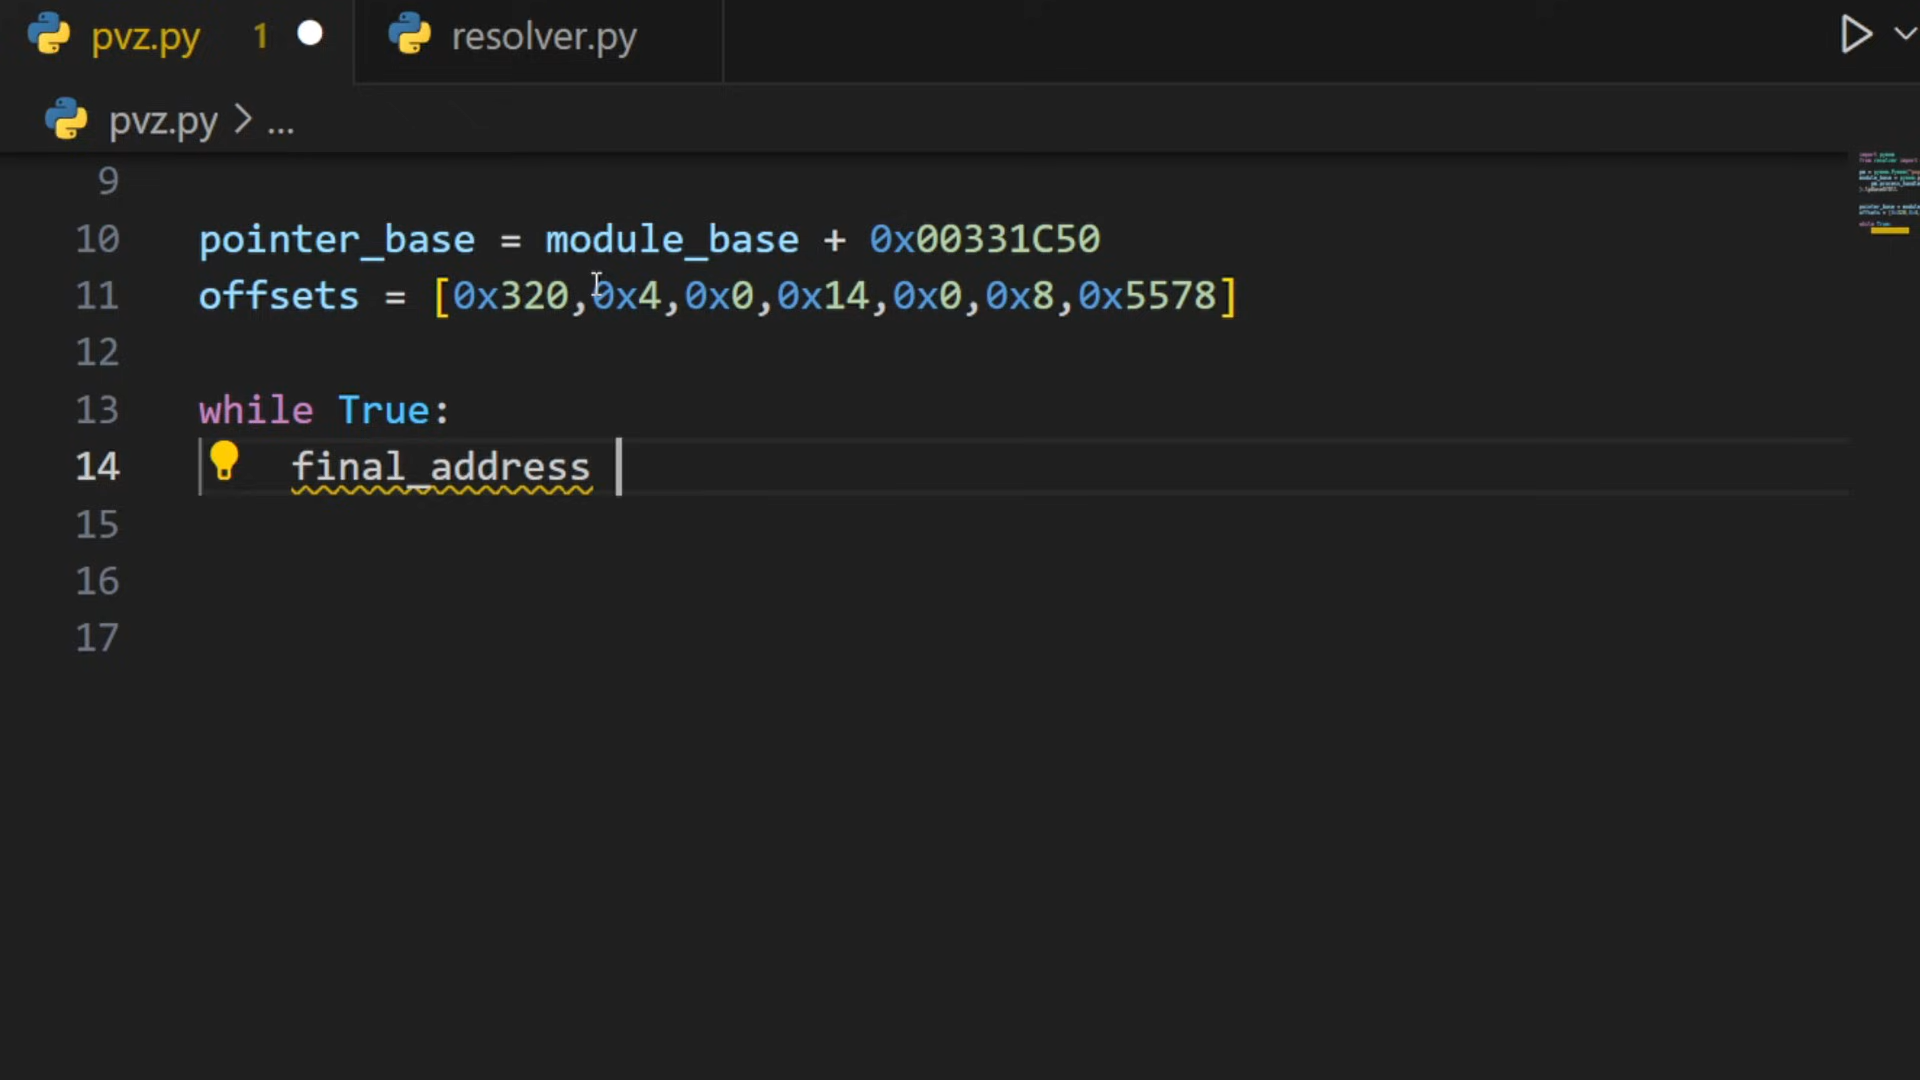 pvz.py 1 resolver.py
pvz.py > ...
9
10 pointer_base = module_base + 0x00331C50
11 offsets = [0x320,0x4,0x0,0x14,0x0,0x8,0x5578]
12
13 while True:
14 final_address
15
16
17